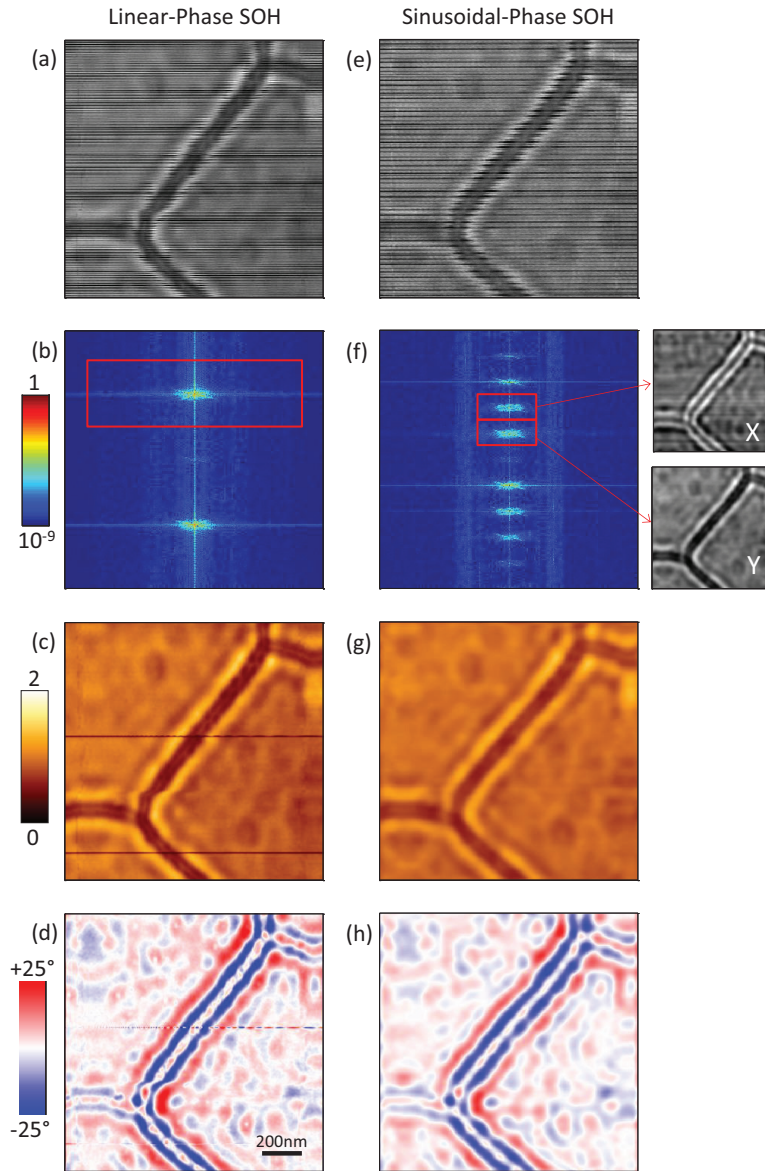 Linear-Phase SOH
Sinusoidal-Phase SOH
(a)
(e)
(b)
(f)
1
10-9
X
Y
(c)
(g)
2
0
(d)
(h)
+25°
-25°
200nm